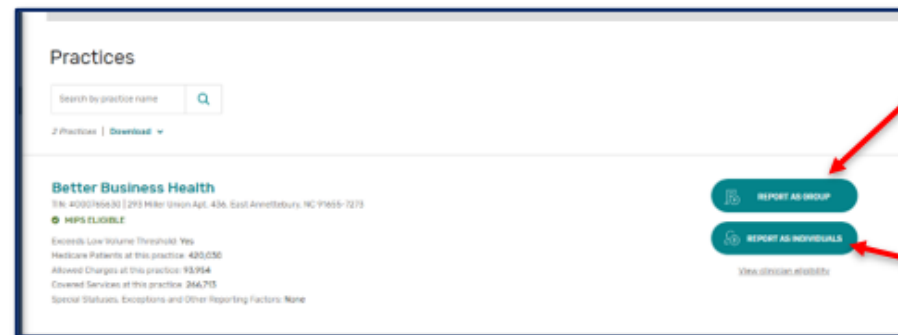 Practices
Search by practice name
2 Practices | Download
Better Business Health
TIN: #000765630 | 293 Miller Union Apt. 436, East Annettebury, NC 91655-7273
MIPS ELIGIBLE
Exceeds Low Volume Threshold: Yes
Medicare Patients at this practice: 420,030
Allowed Charges at this practice: 93,954
Covered Services at this practice: 266,713
Special Statuses, Exceptions and Other Reporting Factors: None
REPORT AS GROUP
REPORT AS INDIVIDUALS
View clinician eligibility